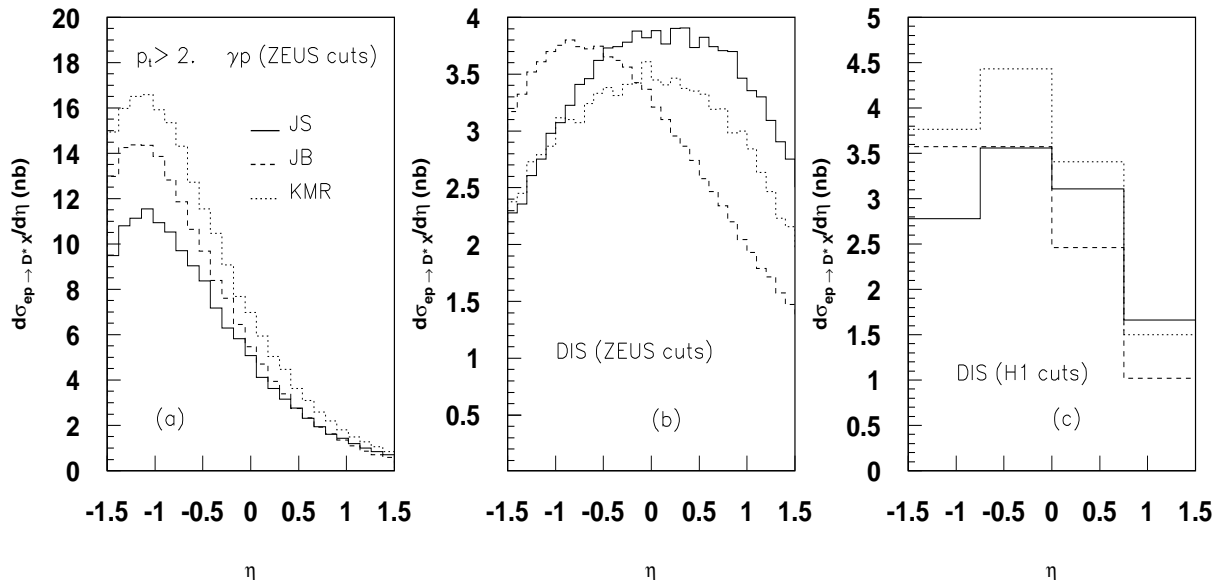 dσep→D* X/dη (nb)
20
18
16
14
12
10
8
6
4
2
0
pt> 2. γp (ZEUS cuts)
JS
JB
KMR
(a)
-1.5 -1 -0.5 0 0.5 1 1.5
η
dσep→D* X/dη (nb)
4
3.5
3
2.5
2
1.5
1
0.5
DIS (ZEUS cuts)
(b)
-1.5 -1 -0.5 0 0.5 1 1.5
η
dσep→D* X/dη (nb)
5
4.5
4
3.5
3
2.5
2
1.5
1
0.5
0
DIS (H1 cuts)
(c)
-1.5 -1 -0.5 0 0.5 1 1.5
η